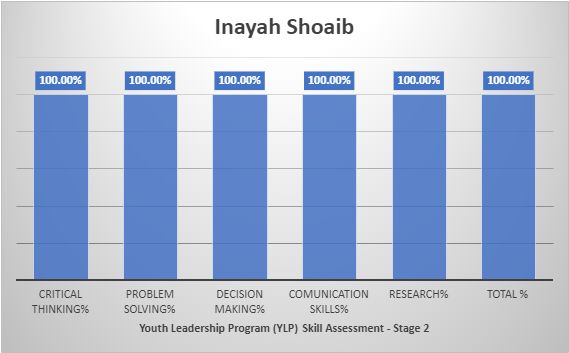 Inayah Shoaib
100.00% 100.00% 100.00% 100.00% 100.00% 100.00%
CRITICAL THINKING%
PROBLEM SOLVING%
DECISION MAKING%
COMUNICATION SKILLS%
RESEARCH%
TOTAL %
Youth Leadership Program (YLP) Skill Assessment - Stage 2